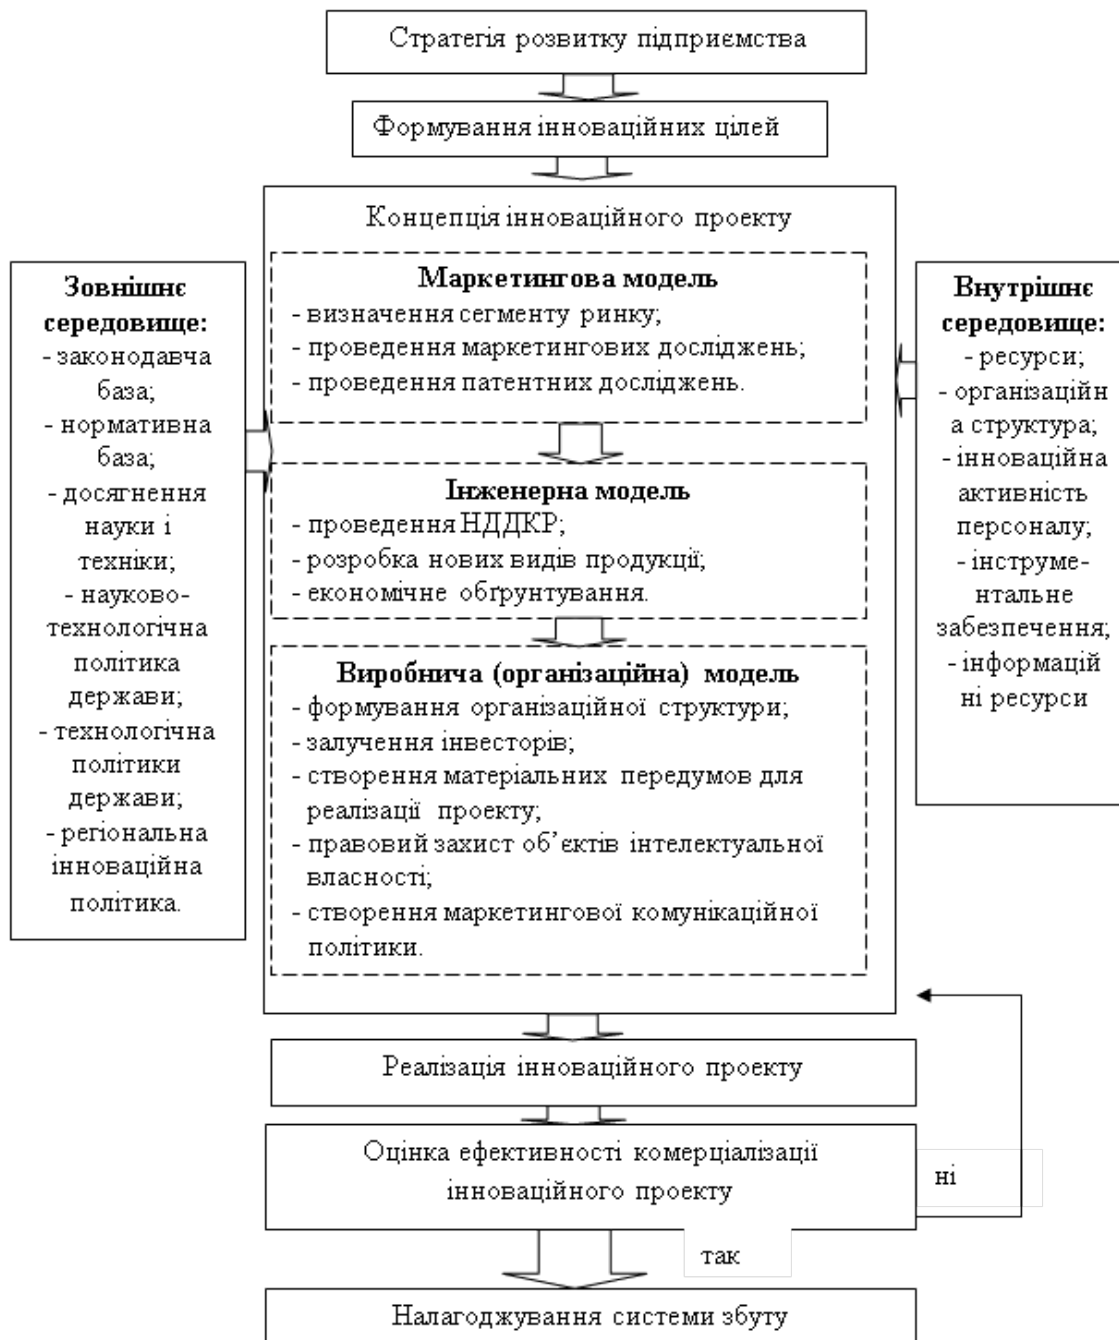 Стратегія розвитку підприємства
Формування інноваційних цілей
Концепція інноваційного проекту
Маркетингова модель
- визначення сегменту ринку;
- проведення маркетингових досліджень;
- проведення патентних досліджень.
Зовнішнє
середовище:
- законодавча
база;
- нормативна
база;
- досягнення
науки і
техніки;
- науково-
технологічна
політика
держави;
- технологічна
політики
держави;
- регіональна
інноваційна
політика.
Внутрішнє
середовище:
- ресурси;
- організаційн
а структура;
- інноваційна
активність
персоналу;
- інструме-
нтальне
забезпечення;
- інформацій
ні ресурси
Інженерна модель
- проведення НДДКР;
- розробка нових видів продукції;
- економічне обґрунтування.
Виробнича (організаційна) модель
- формування організаційної структури;
- залучення інвесторів;
- створення матеріальних передумов для
реалізації проекту;
- правовий захист об’єктів інтелектуальної
власності;
- створення маркетингової комунікаційної
політики.
Реалізація інноваційного проекту
Оцінка ефективності комерціалізації
інноваційного проекту
ні
так
Налагоджування системи збуту